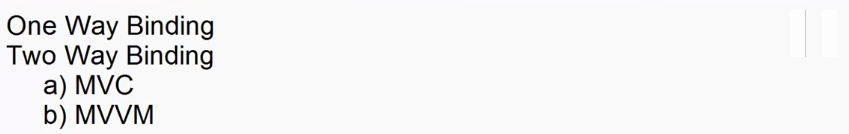 One Way Binding
Two Way Binding
a) MVC
b) MVVM